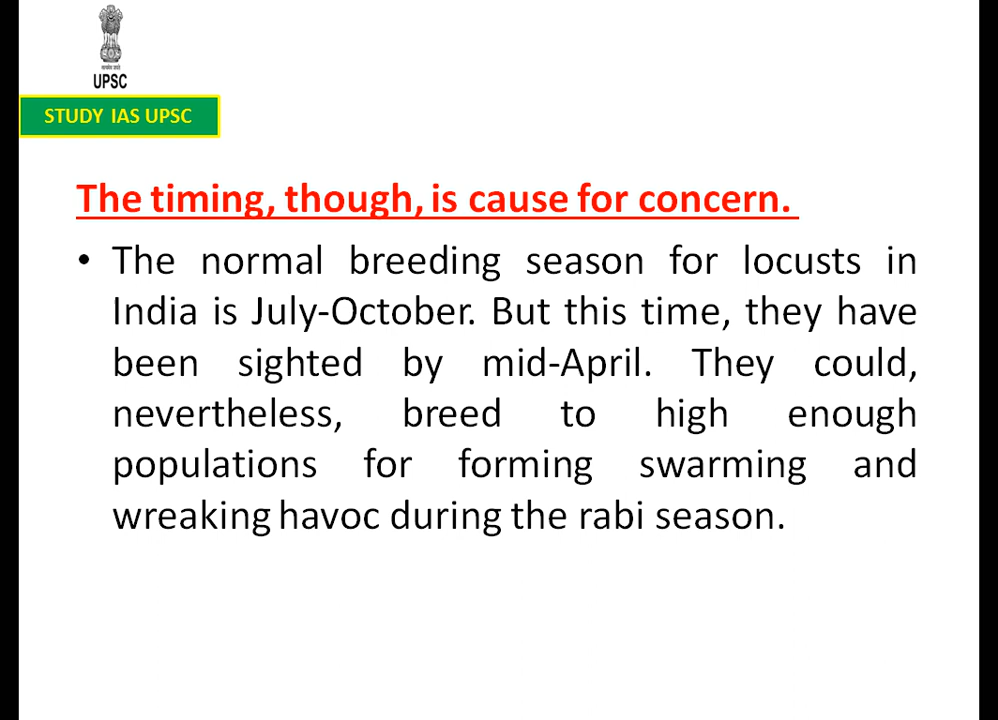 UPSC
STUDY IAS UPSC
The timing, though, is cause for concern.
• The normal breeding season for locusts in
India is July-October. But this time, they have
been sighted by mid-April. They could,
nevertheless, breed to high enough
populations for forming swarming and
wreaking havoc during the rabi season.